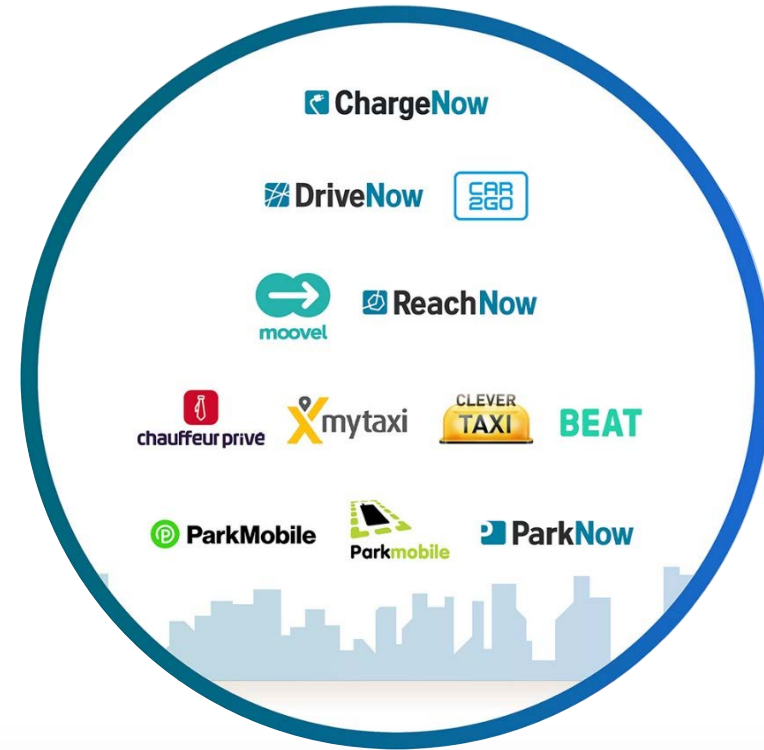 ChargeNow
DriveNow
CAR
2GO
moovel
ReachNow
chauffeur privé
mytaxi
CLEVER
TAXI
BEAT
P ParkMobile
Parkmobile
P ParkNow